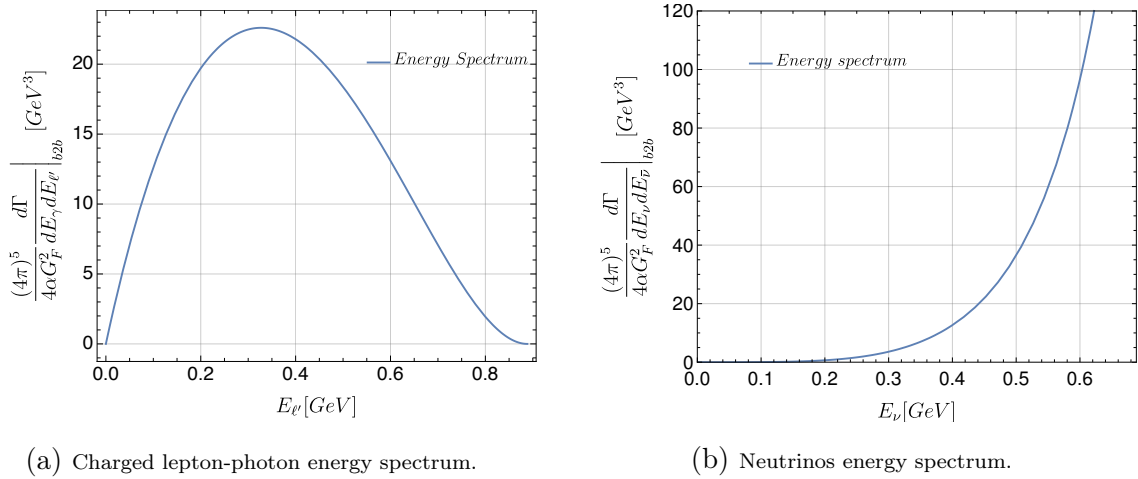 20
15
10
5
0
0.0 0.2 0.4 0.6 0.8
Energy Spectrum
(4π)^5 / 4αG_F^2 dΓ / dE_γ dE_ℓ' |_b2b [GeV^3]
E_ℓ' [GeV]
(a) Charged lepton-photon energy spectrum.
120
100
80
60
40
20
0
0.0 0.1 0.2 0.3 0.4 0.5 0.6
Energy spectrum
(4π)^5 / 4αG_F^2 dΓ / dE_ν dE_ν̄ |_b2b [GeV^3]
E_ν [GeV]
(b) Neutrinos energy spectrum.